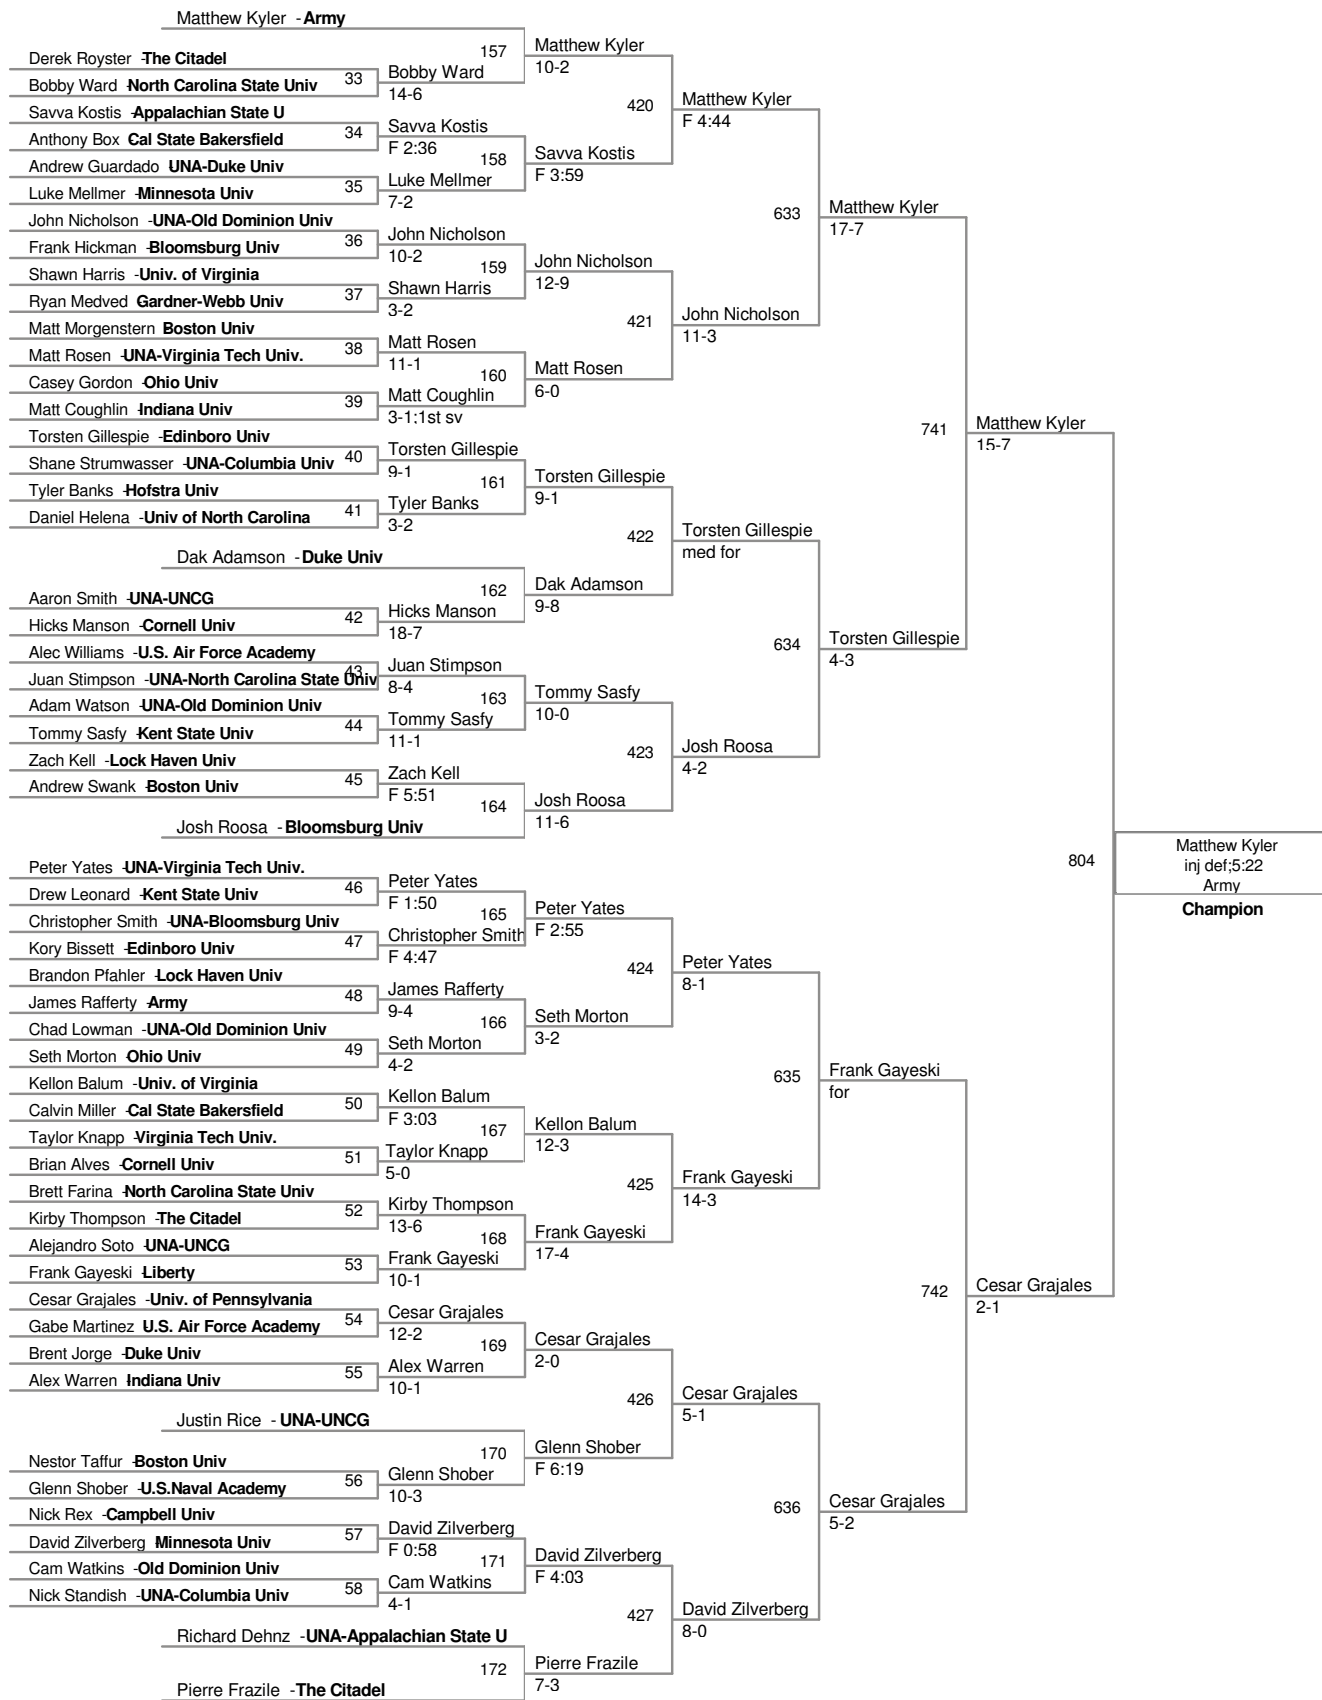 Matthew Kyler - Army
157
Matthew Kyler
10-2
Derek Royster -The Citadel
33
Bobby Ward
14-6
Bobby Ward -North Carolina State Univ
420
Matthew Kyler
F 4:44
Savva Kostis -Appalachian State U
34
Savva Kostis
F 2:36
Anthony Box -Cal State Bakersfield
158
Savva Kostis
F 3:59
Andrew Guardado -UNA-Duke Univ
35
Luke Mellmer
7-2
Luke Mellmer -Minnesota Univ
633
Matthew Kyler
17-7
John Nicholson -UNA-Old Dominion Univ
36
John Nicholson
10-2
Frank Hickman -Bloomsburg Univ
159
John Nicholson
12-9
Shawn Harris -Univ. of Virginia
37
Shawn Harris
3-2
Ryan Medved -Gardner-Webb Univ
421
John Nicholson
11-3
Matt Morgenstern -Boston Univ
38
Matt Rosen
11-1
Matt Rosen -UNA-Virginia Tech Univ.
160
Matt Rosen
6-0
Casey Gordon -Ohio Univ
39
Matt Coughlin
3-1;1st sv
Matt Coughlin -Indiana Univ
741
Matthew Kyler
15-7
Torsten Gillespie -Edinboro Univ
40
Torsten Gillespie
9-1
Shane Strumwasser -UNA-Columbia Univ
161
Torsten Gillespie
9-1
Tyler Banks -Hofstra Univ
41
Tyler Banks
3-2
Daniel Helena -Univ of North Carolina
422
Torsten Gillespie
med for
Dak Adamson - Duke Univ
162
Dak Adamson
9-8
Aaron Smith -UNA-UNCG
42
Hicks Manson
18-7
Hicks Manson -Cornell Univ
634
Torsten Gillespie
4-3
Alec Williams -U.S. Air Force Academy
43
Juan Stimpson
8-4
Juan Stimpson -UNA-North Carolina State Univ
163
Tommy Sasfy
10-0
Adam Watson -UNA-Old Dominion Univ
44
Tommy Sasfy
11-1
Tommy Sasfy -Kent State Univ
423
Josh Roosa
4-2
Zach Kell -Lock Haven Univ
45
Zach Kell
F 5:51
Andrew Swank -Boston Univ
164
Josh Roosa
11-6
Josh Roosa - Bloomsburg Univ
804
Matthew Kyler
inj def;5:22
Army
Champion
Peter Yates -UNA-Virginia Tech Univ.
46
Peter Yates
F 1:50
Drew Leonard -Kent State Univ
165
Peter Yates
F 2:55
Christopher Smith -UNA-Bloomsburg Univ
47
Christopher Smith
F 4:47
Kory Bissett -Edinboro Univ
424
Peter Yates
8-1
Brandon Pfahler -Lock Haven Univ
48
James Rafferty
9-4
James Rafferty -Army
166
Seth Morton
3-2
Chad Lowman -UNA-Old Dominion Univ
49
Seth Morton
4-2
Seth Morton -Ohio Univ
635
Frank Gayeski
for
Kellon Balum -Univ. of Virginia
50
Kellon Balum
F 3:03
Calvin Miller -Cal State Bakersfield
167
Kellon Balum
12-3
Taylor Knapp -Virginia Tech Univ.
51
Taylor Knapp
5-0
Brian Alves -Cornell Univ
425
Frank Gayeski
14-3
Brett Farina -North Carolina State Univ
52
Kirby Thompson
13-6
Kirby Thompson -The Citadel
168
Frank Gayeski
17-4
Alejandro Soto -UNA-UNCG
53
Frank Gayeski
10-1
Frank Gayeski -Liberty
742
Cesar Grajales
2-1
Cesar Grajales -Univ. of Pennsylvania
54
Cesar Grajales
12-2
Gabe Martinez -U.S. Air Force Academy
169
Cesar Grajales
2-0
Brent Jorge -Duke Univ
55
Alex Warren
10-1
Alex Warren -Indiana Univ
426
Cesar Grajales
5-1
Justin Rice - UNA-UNCG
170
Glenn Shober
F 6:19
Nestor Taffur -Boston Univ
56
Glenn Shober
10-3
Glenn Shober -U.S.Naval Academy
636
Cesar Grajales
5-2
Nick Rex -Campbell Univ
57
David Zilverberg
F 0:58
David Zilverberg -Minnesota Univ
171
David Zilverberg
F 4:03
Cam Watkins -Old Dominion Univ
58
Cam Watkins
4-1
Nick Standish -UNA-Columbia Univ
427
David Zilverberg
8-0
Richard Dehnz -UNA-Appalachian State U
172
Pierre Frazile
7-3
Pierre Frazile -The Citadel